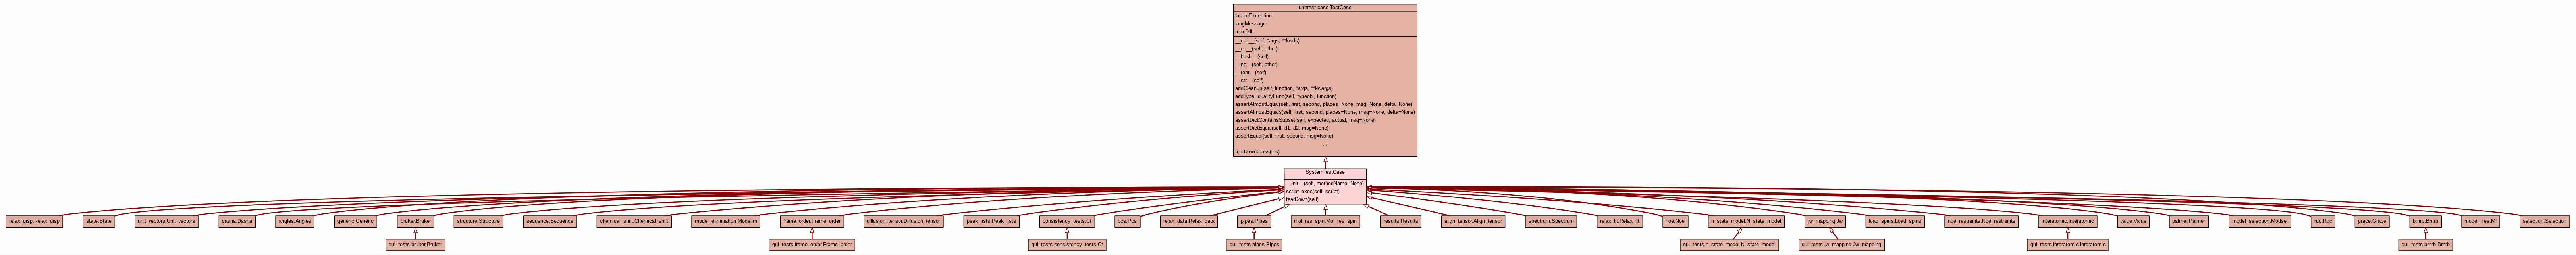 unittest.case.TestCase
failureException
longMessage
maxDiff
__call__(self, *args, **kwds)
__eq__(self, other)
__hash__(self)
__ne__(self, other)
__repr__(self)
__str__(self)
addCleanup(self, function, *args, **kwargs)
addTypeEqualityFunc(self, typeobj, function)
assertAlmostEqual(self, first, second, places=None, msg=None, delta=None)
assertAlmostEquals(self, first, second, places=None, msg=None, delta=None)
assertDictContainsSubset(self, expected, actual, msg=None)
assertDictEqual(self, d1, d2, msg=None)
assertEqual(self, first, second, msg=None)
...
tearDownClass(cls)
SystemTestCase
__init__(self, methodName=None)
script_exec(self, script)
tearDown(self)
relax_disp.Relax_disp
state.State
unit_vectors.Unit_vectors
dasha.Dasha
angles.Angles
generic.Generic
bruker.Bruker
structure.Structure
sequence.Sequence
chemical_shift.Chemical_shift
model_elimination.Modelim
frame_order.Frame_order
diffusion_tensor.Diffusion_tensor
peak_lists.Peak_lists
consistency_tests.Ct
pcs.Pcs
relax_data.Relax_data
pipes.Pipes
mol_res_spin.Mol_res_spin
results.Results
align_tensor.Align_tensor
spectrum.Spectrum
relax_fit.Relax_fit
noe.Noe
n_state_model.N_state_model
jw_mapping.Jw
load_spins.Load_spins
noe_restraints.Noe_restraints
interatomic.Interatomic
value.Value
palmer.Palmer
model_selection.Modsel
rdc.Rdc
grace.Grace
bmrb.Bmrb
model_free.Mf
selection.Selection
gui_tests.bruker.Bruker
gui_tests.frame_order.Frame_order
gui_tests.consistency_tests.Ct
gui_tests.pipes.Pipes
gui_tests.n_state_model.N_state_model
gui_tests.jw_mapping.Jw_mapping
gui_tests.interatomic.Interatomic
gui_tests.bmrb.Bmrb